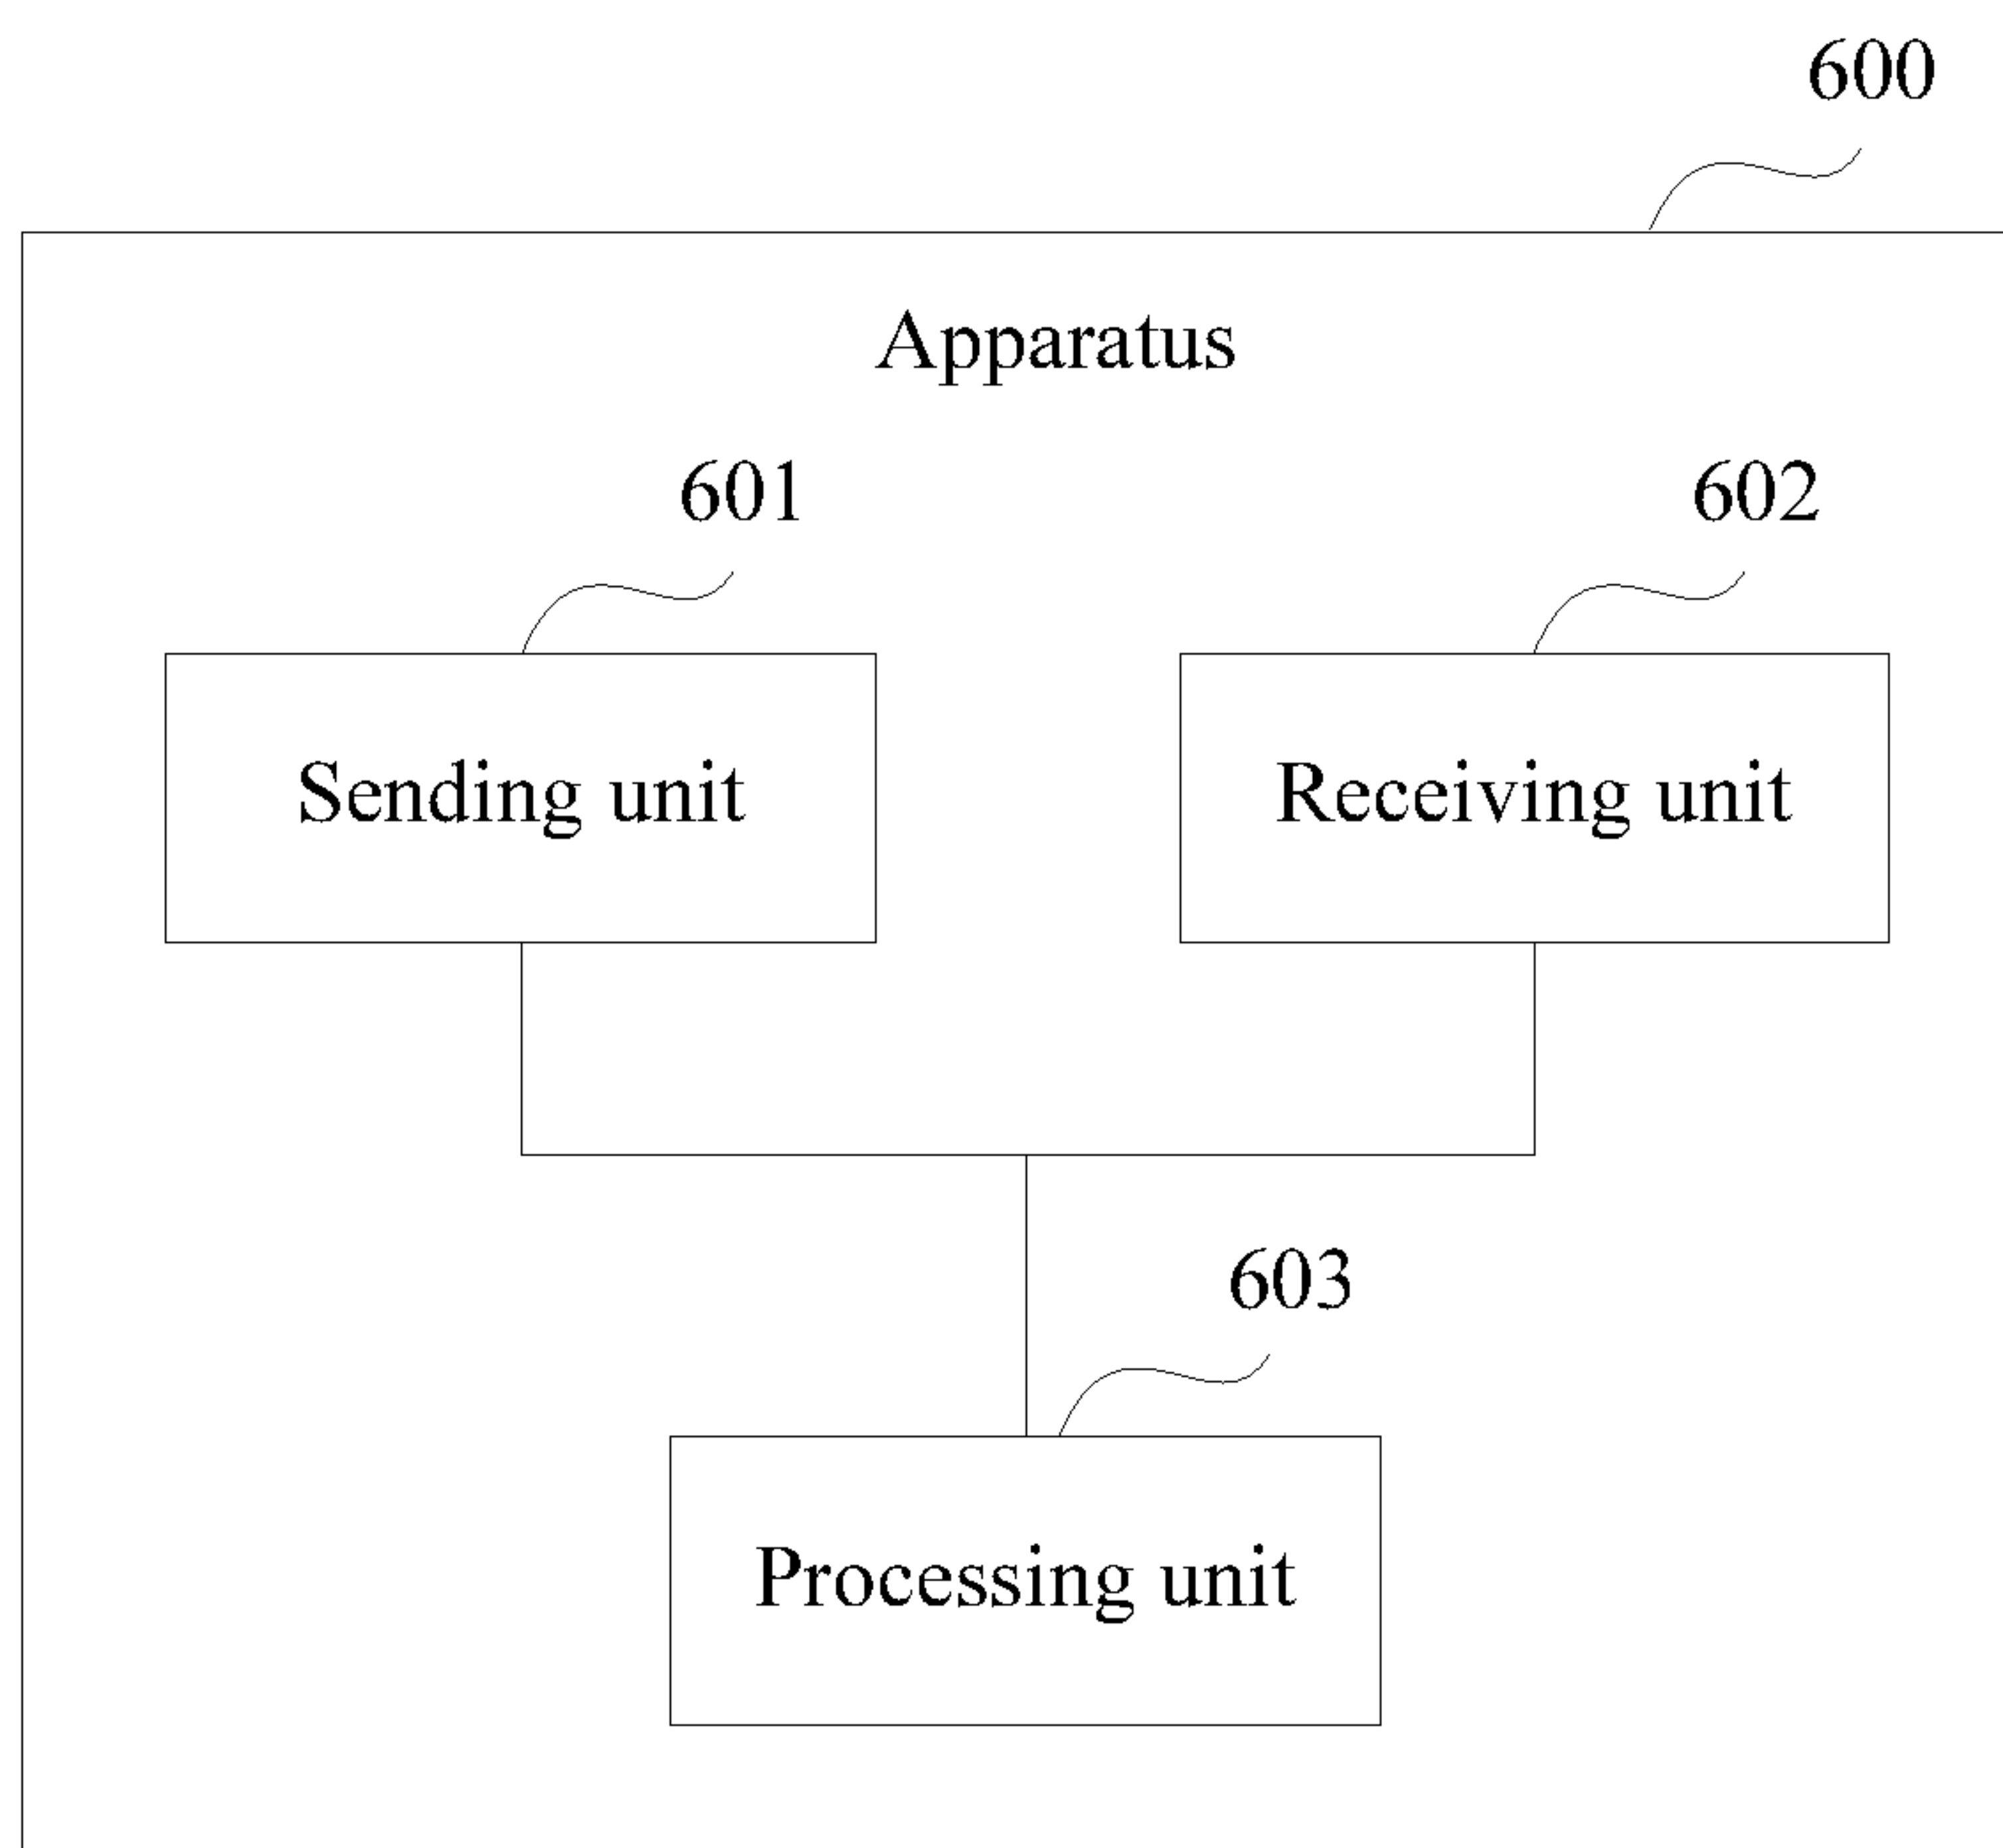 600
Apparatus
601
602
Sending unit
Receiving unit
603
Processing unit